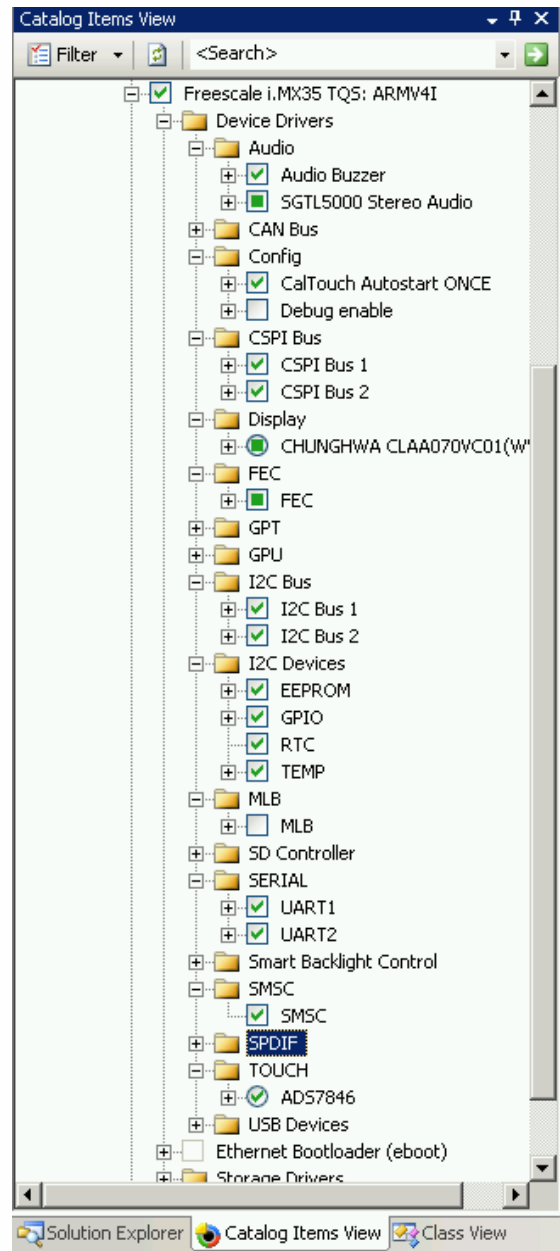 Catalog Items View
Filter
<Search>
Freescale i.MX35 TQS: ARMV4I
Device Drivers
Audio
Audio Buzzer
SGTL5000 Stereo Audio
CAN Bus
Config
CalTouch Autostart ONCE
Debug enable
CSPI Bus
CSPI Bus 1
CSPI Bus 2
Display
CHUNGHWA CLAA070VC01(W'
FEC
FEC
GPT
GPU
I2C Bus
I2C Bus 1
I2C Bus 2
I2C Devices
EEPROM
GPIO
RTC
TEMP
MLB
MLB
SD Controller
SERIAL
UART1
UART2
Smart Backlight Control
SMSC
SMSC
SPDIF
TOUCH
ADS7846
USB Devices
Ethernet Bootloader (eboot)
Storage Drivers
Solution Explorer Catalog Items View Class View